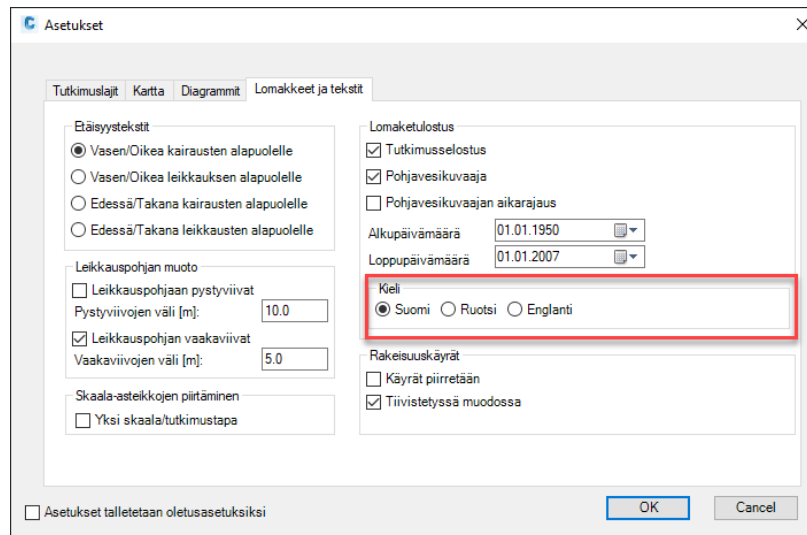 Asetukset
Tutkimuslajit Kartta Diagrammit Lomakkeet ja tekstit
Etäisyystekstit
Vasen/Oikea kairausten alapuolelle
Vasen/Oikea leikkauksen alapuolelle
Edessä/Takana kairausten alapuolelle
Edessä/Takana leikkausten alapuolelle
Leikkauspohjan muoto
Leikkauspohjaan pystyviivat
Pystyviivojen väli [m]: 10.0
Leikkauspohjan vaakaviivat
Vaakaviivojen väli [m]: 5.0
Skaala-asteikkojen piirtäminen
Yksi skaala/tutkimustapa
Lomaketulostus
Tutkimusselostus
Pohjavesikuvaaja
Pohjavesikuvaajan aikarajaus
Alkupäivämäärä 01.01.1950
Loppupäivämäärä 01.01.2007
Kieli
Suomi Ruotsi Englanti
Rakeisuuskäyrät
Käyrät piirretään
Tiivistetyssä muodossa
Asetukset talletetaan oletusasetuksiksi
OK Cancel